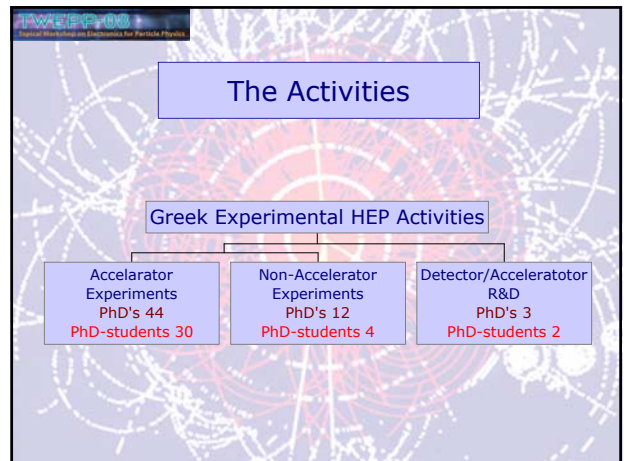 TWEPP-08
Topical Workshop on Electronics for Particle Physics
The Activities
Greek Experimental HEP Activities
Accelarator
Experiments
PhD's 44
PhD-students 30
Non-Accelerator
Experiments
PhD's 12
PhD-students 4
Detector/Acceleratotor
R&D
PhD's 3
PhD-students 2